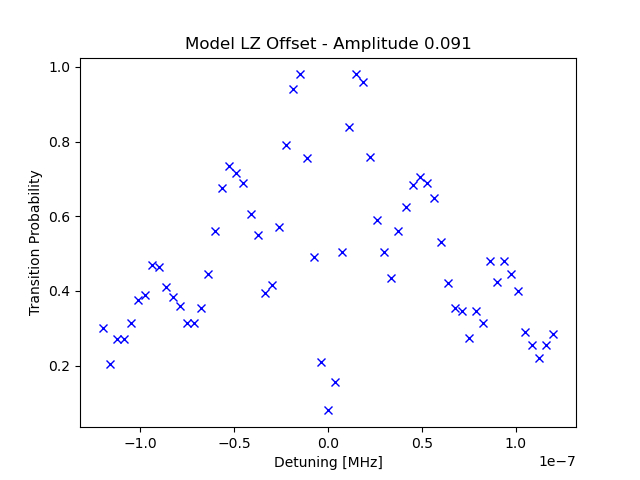 Model LZ Offset - Amplitude 0.091
1.0
0.8
0.6
0.4
0.2
Transition Probability
−1.0 −0.5 0.0 0.5 1.0
1e−7
Detuning [MHz]